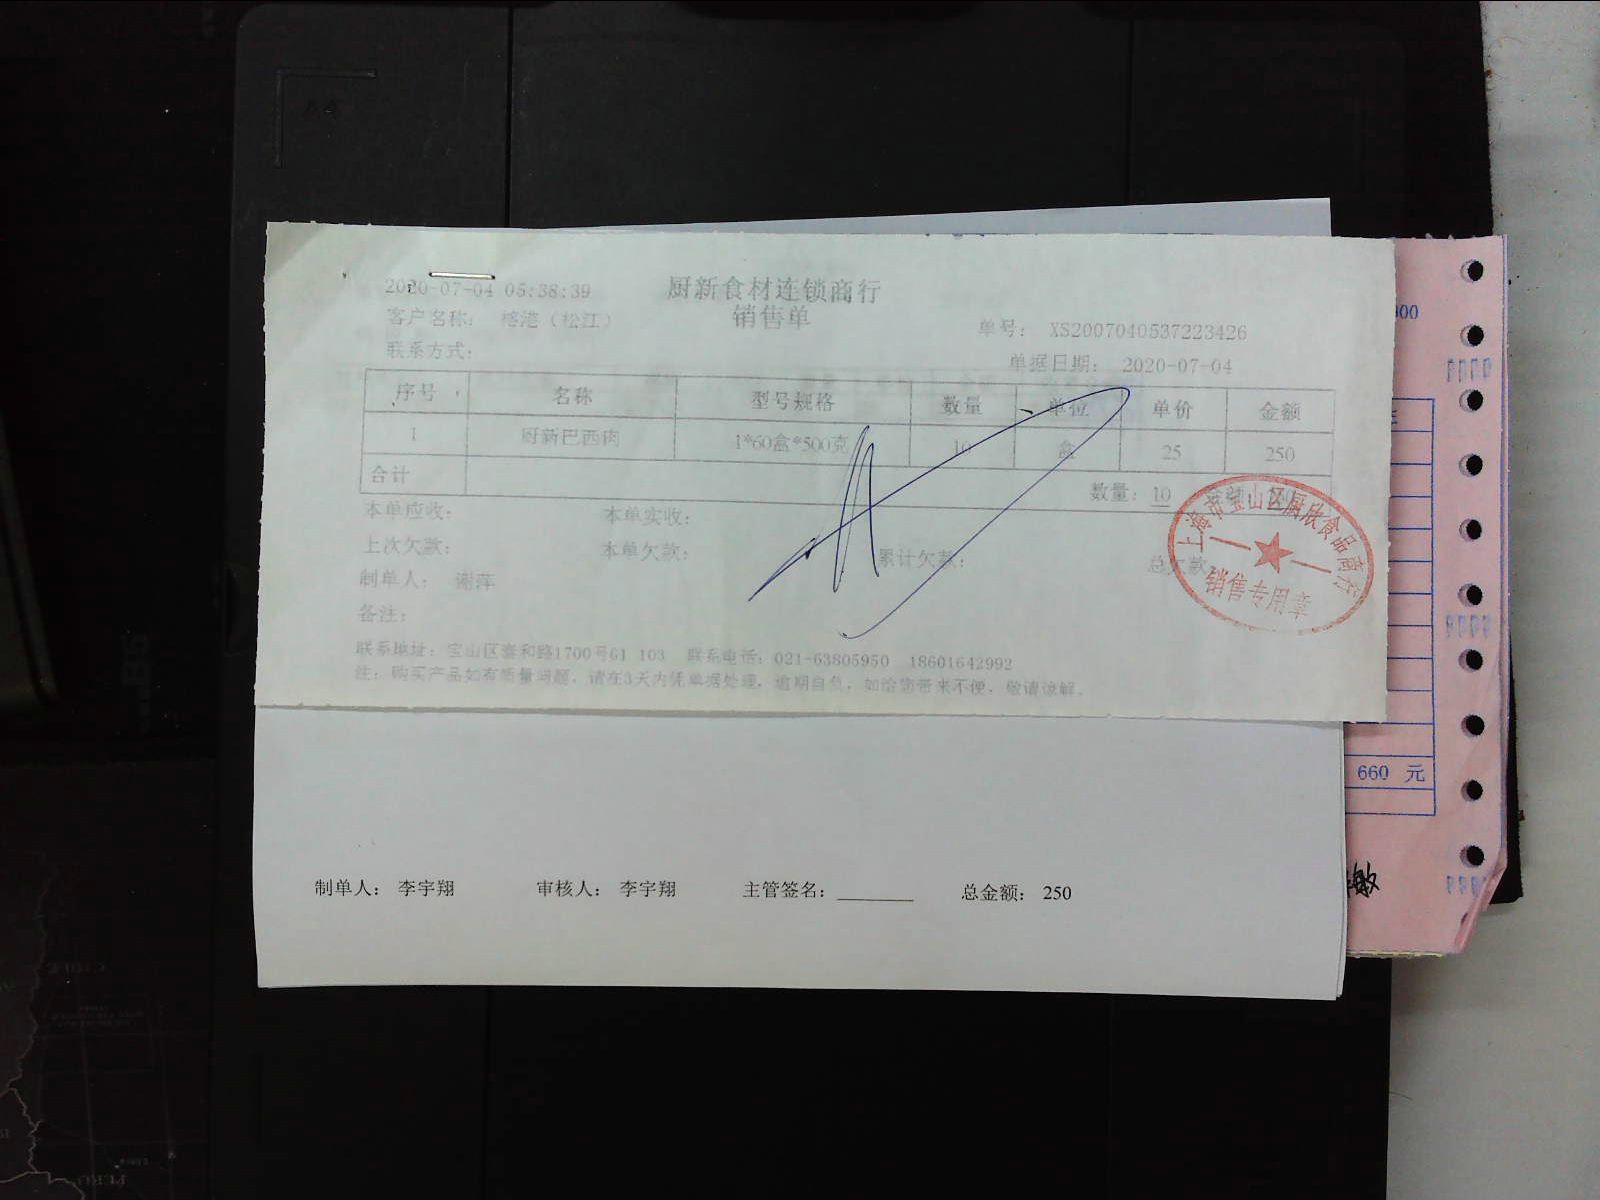 2020-07-04 05:38:39
厨新食材连锁商行
销售单
客户名称： 榕港（松江）
单号： XS2007040537223426
联系方式：
单据日期： 2020-07-04
序号 名称 型号规格 数量 单位 单价 金额
1 厨新巴西肉 1*60盒*500克 10 盒 25 250
合计 数量：10
本单应收： 本单实收：
上次欠款： 本单欠款： 累计欠款： 总欠款
制单人： 谢萍
备注：
上海市宝山区厨欣食品商行
销售专用章
联系地址：宝山区 和路1700号G1 103 联系电话：021-63805950 18601642992
注：购买产品如有质量问题，请在3天内凭单据处理，逾期自负，如给您带来不便，敬请谅解。
660 元
敏
制单人： 李宇翔 审核人： 李宇翔 主管签名： 总金额： 250